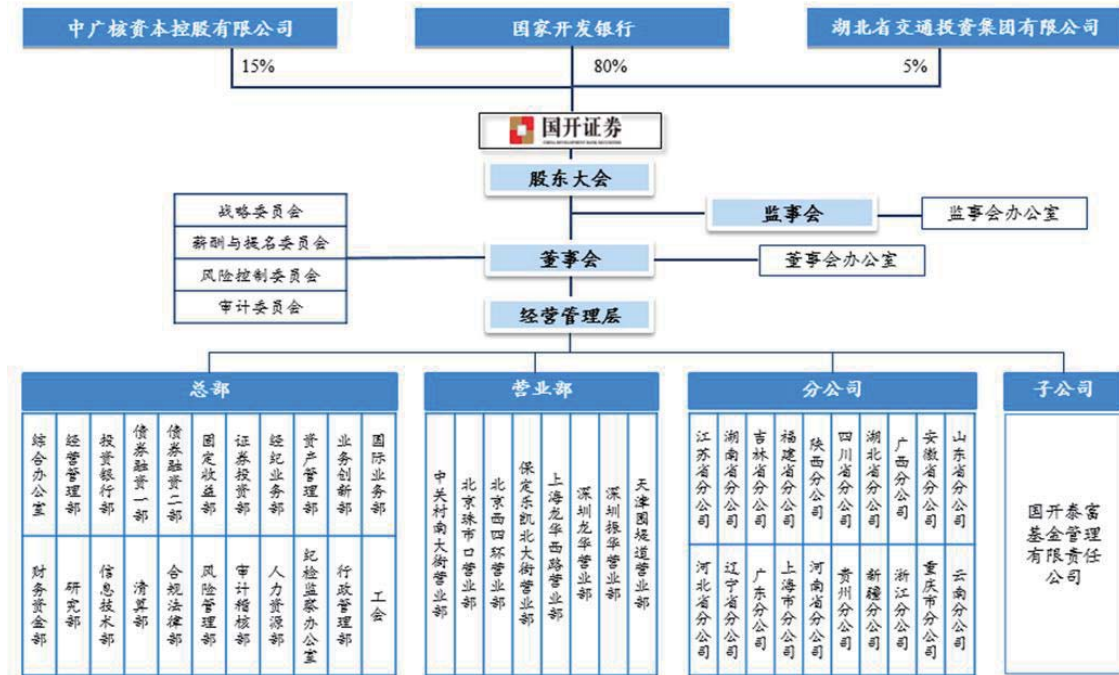 中广核资本控股有限公司
国家开发银行
湖北省交通投资集团有限公司
15%
80%
5%
国开证券
CHINA DEVELOPMENT BANK SECURITIES
股东大会
战略委员会
薪酬与提名委员会
风险控制委员会
审计委员会
监事会
监事会办公室
董事会
董事会办公室
经营管理层
总部
营业部
分公司
子公司
综合办公室
经营管理部
投资银行部
债券融资一部
债券融资二部
固定收益部
证券投资部
经纪业务部
资产管理部
业务创新部
国际业务部
财务资金部
研究部
信息技术部
清算部
合规法律部
风险管理部
审计稽核部
人力资源部
纪检监察办公室
行政管理部
工会
中关村南大街营业部
北京珠市口营业部
北京西四环营业部
保定乐凯北大街营业部
上海龙华西路营业部
深圳龙华营业部
深圳振华营业部
天津围堤道营业部
江苏省分公司
湖南省分公司
吉林省分公司
福建省分公司
陕西分公司
四川省分公司
湖北省分公司
广西分公司
安徽省分公司
山东省分公司
河北省分公司
辽宁省分公司
广东分公司
上海市分公司
河南省分公司
贵州分公司
新疆分公司
浙江分公司
重庆市分公司
云南分公司
国开泰富
基金管理
有限责任
公司